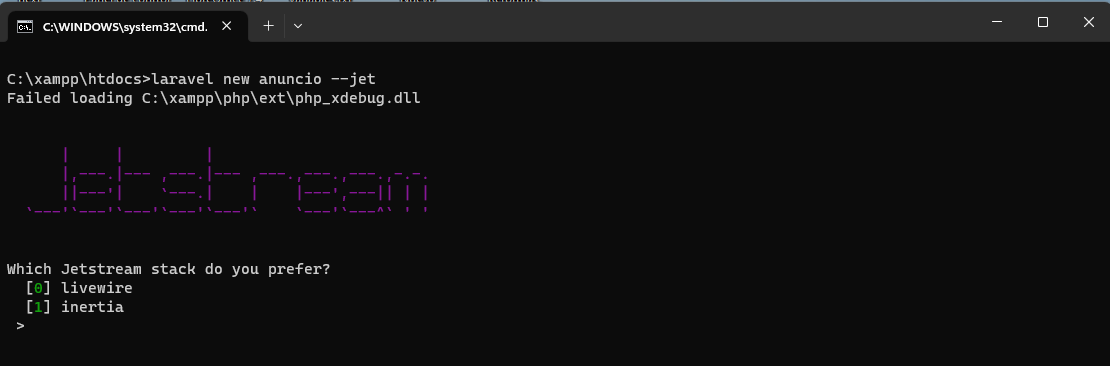 C:\WINDOWS\system32\cmd.
C:\xampp\htdocs>laravel new anuncio --jet
Failed loading C:\xampp\php\ext\php_xdebug.dll
Jetstream
Which Jetstream stack do you prefer?
[0] livewire
[1] inertia
>